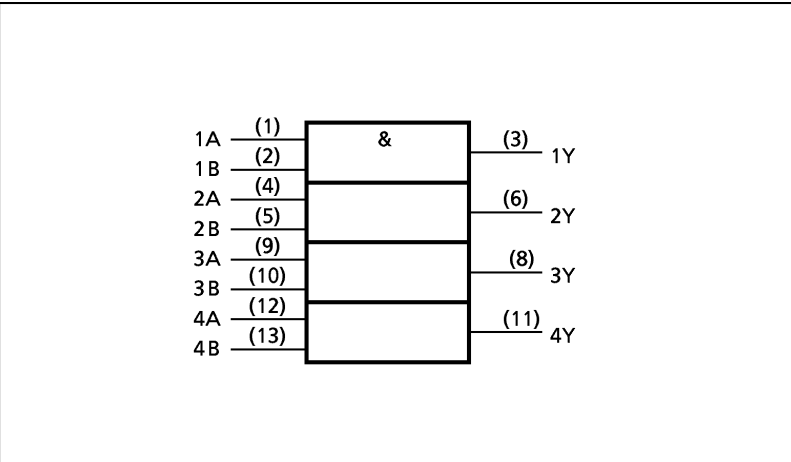 1A (1) & (3) 1Y
1B (2)
2A (4) (6) 2Y
2B (5)
3A (9) (8) 3Y
3B (10)
4A (12) (11) 4Y
4B (13)